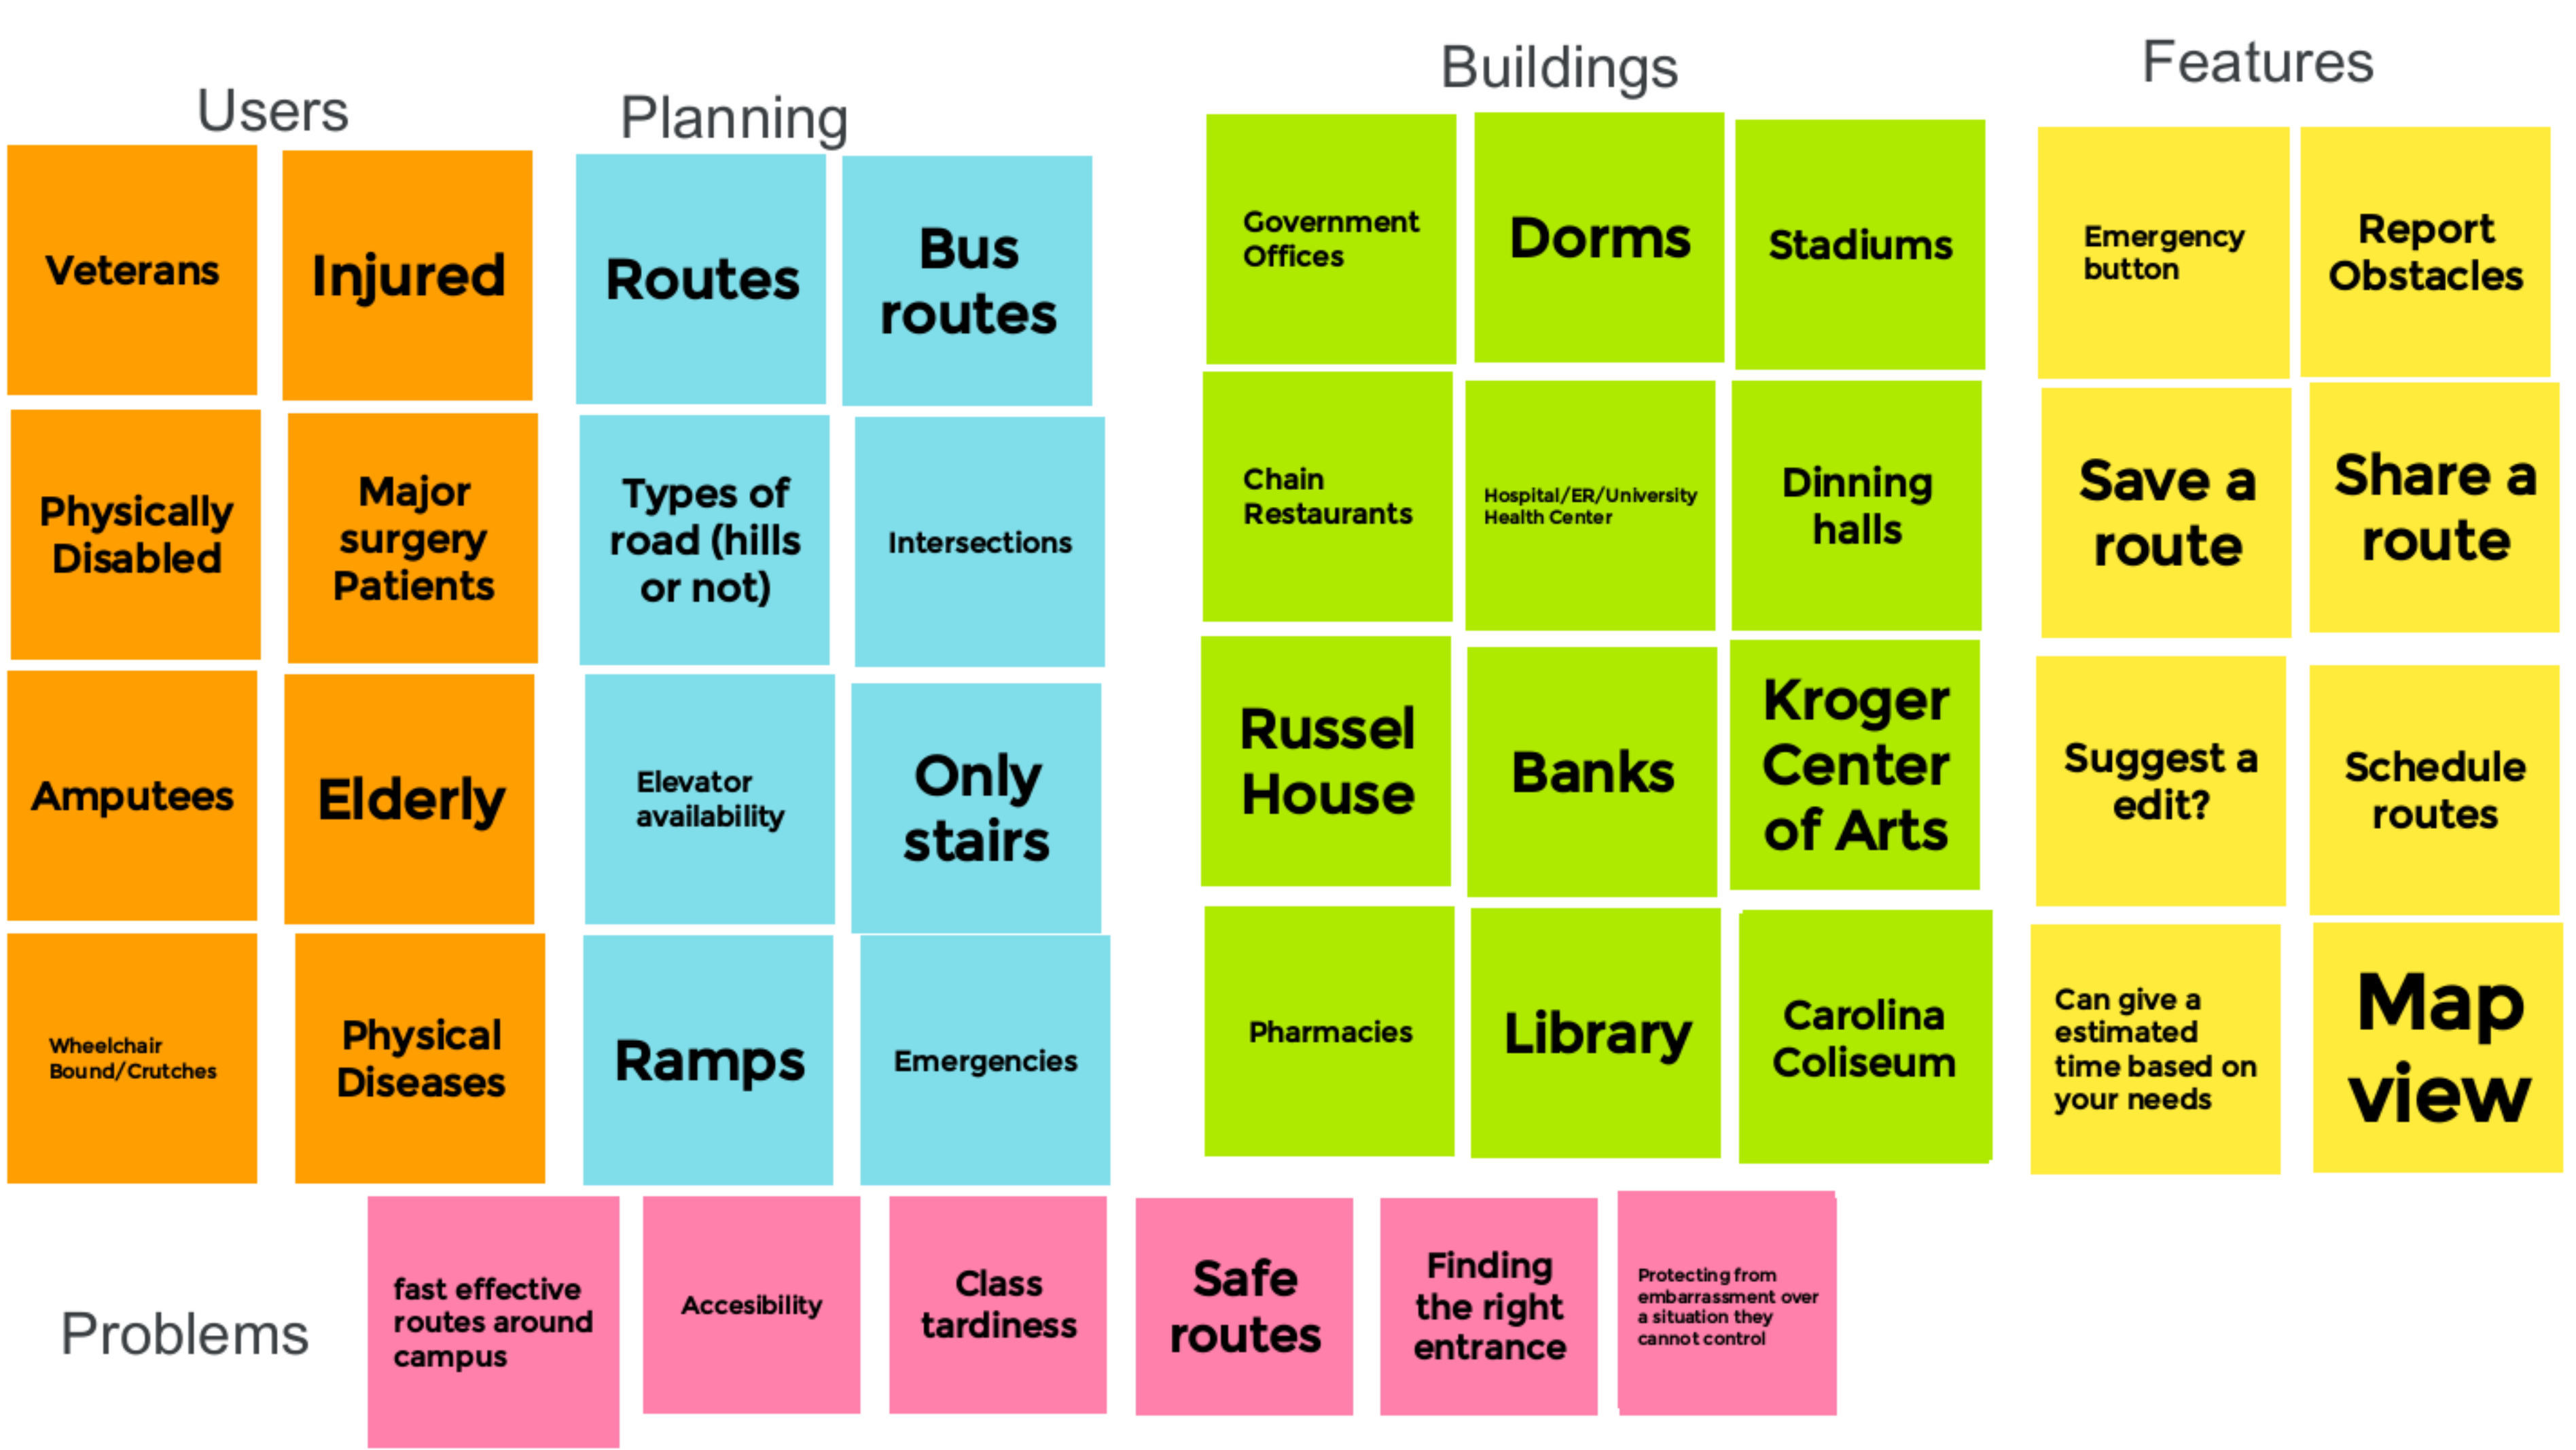 Users
Veterans
Injured
Physically
Disabled
Major
surgery
Patients
Amputees
Elderly
Wheelchair
Bound/Crutches
Physical
Diseases
Planning
Routes
Bus
routes
Types of
road (hills
or not)
Intersections
Elevator
availability
Only
stairs
Ramps
Emergencies
Buildings
Government
Offices
Dorms
Stadiums
Chain
Restaurants
Hospital/ER/University
Health Center
Dinning
halls
Russel
House
Banks
Kroger
Center
of Arts
Pharmacies
Library
Carolina
Coliseum
Features
Emergency
button
Report
Obstacles
Save a
route
Share a
route
Suggest a
edit?
Schedule
routes
Can give a
estimated
time based on
your needs
Map
view
Problems
fast effective
routes around
campus
Accesibility
Class
tardiness
Safe
routes
Finding
the right
entrance
Protecting from
embarrassment over
a situation they
cannot control